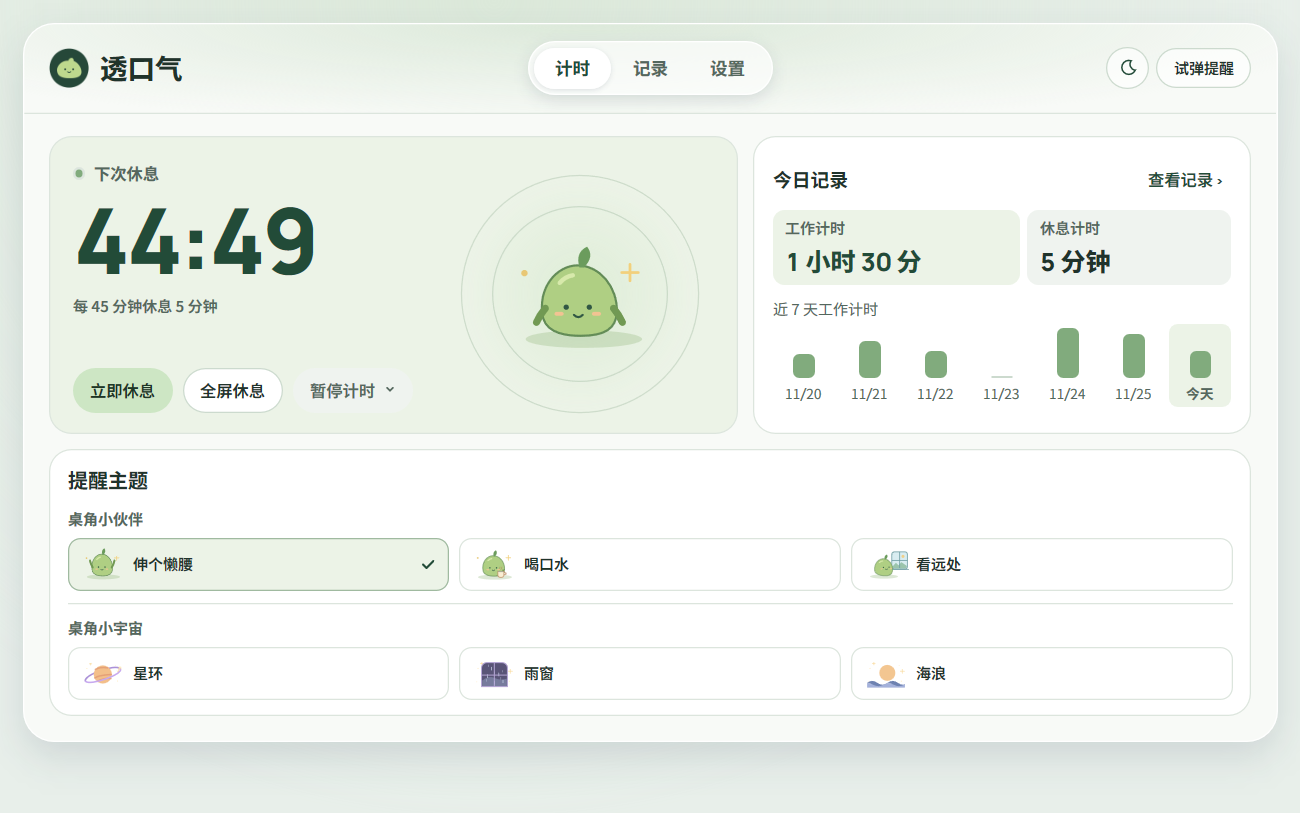 透口气
计时 记录 设置
试弹提醒
下次休息
44:49
每 45 分钟休息 5 分钟
立即休息 全屏休息 暂停计时
今日记录
查看记录 ›
工作计时
1 小时 30 分
休息计时
5 分钟
近 7 天工作计时
11/20 11/21 11/22 11/23 11/24 11/25 今天
提醒主题
桌角小伙伴
伸个懒腰 喝口水 看远处
桌角小宇宙
星环 雨窗 海浪